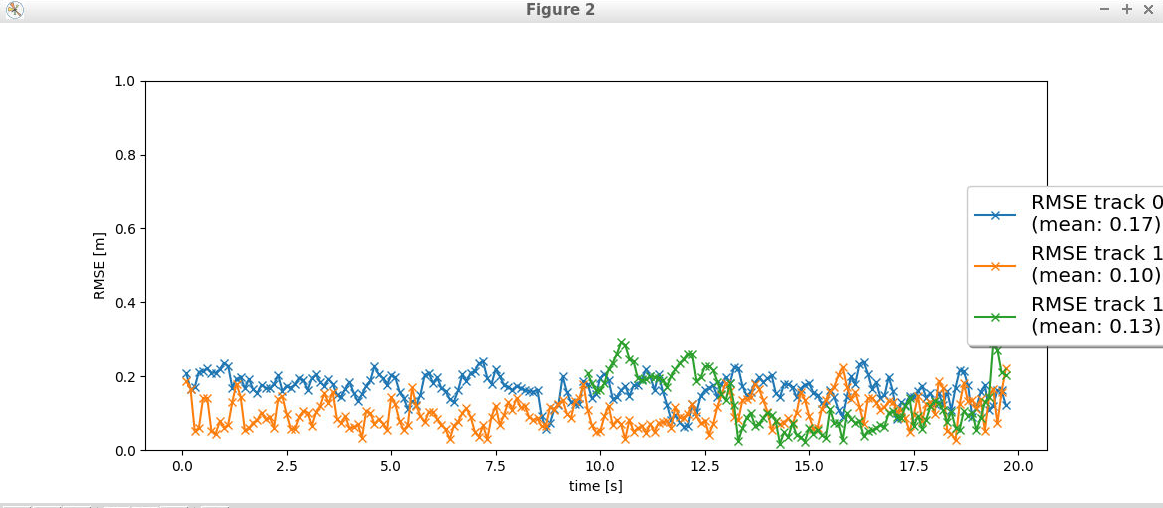 Figure 2
1.0
0.8
0.6
0.4
0.2
0.0
RMSE [m]
0.0 2.5 5.0 7.5 10.0 12.5 15.0 17.5 20.0
time [s]
RMSE track 0
(mean: 0.17)
RMSE track 1
(mean: 0.10)
RMSE track 1
(mean: 0.13)